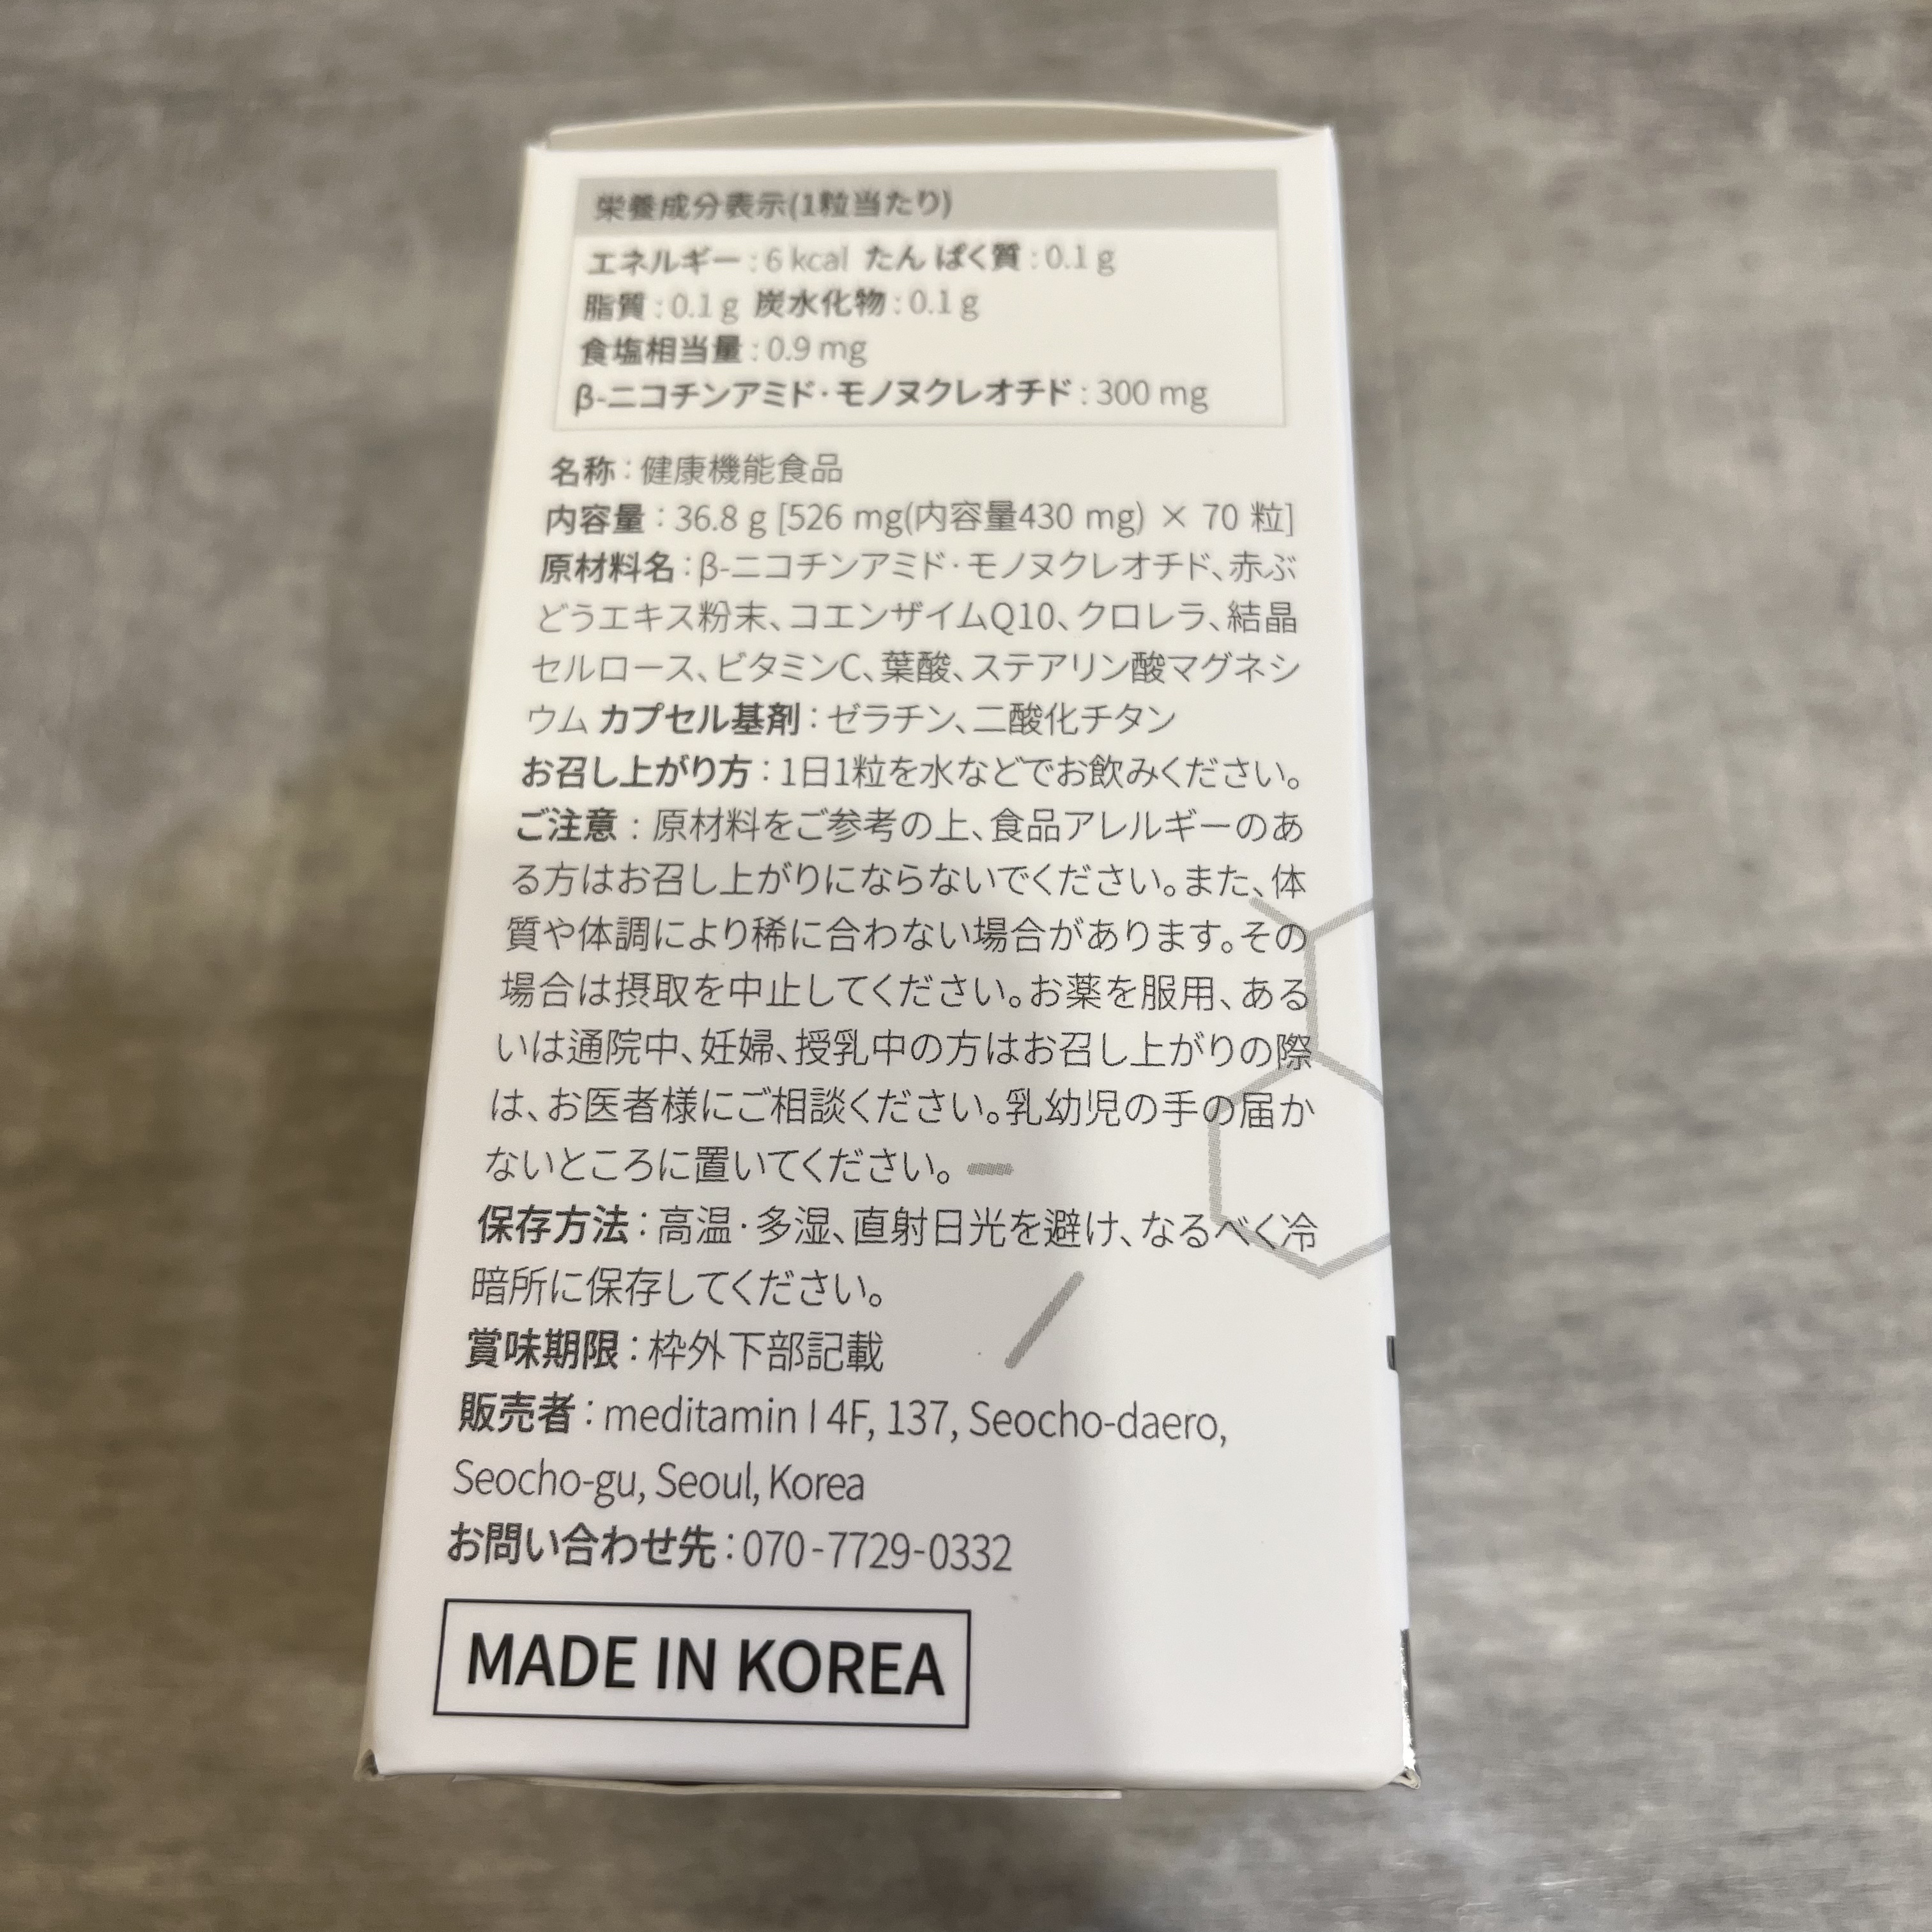 栄養成分表示(1粒当たり)
エネルギー : 6 kcal たん ぱく質 : 0.1 g
脂質 : 0.1 g 炭水化物 : 0.1 g
食塩相当量 : 0.9 mg
β-ニコチンアミド·モノヌクレオチド : 300 mg
名称 : 健康機能食品
内容量 : 36.8 g [526 mg(内容量430 mg) × 70 粒]
原材料名 : β-ニコチンアミド·モノヌクレオチド、赤ぶ
どうエキス粉末、コエンザイムQ10、クロレラ、結晶
セルロース、ビタミンC、葉酸、ステアリン酸マグネシ
ウム カプセル基剤 : ゼラチン、二酸化チタン
お召し上がり方 : 1日1粒を水などでお飲みください。
ご注意 : 原材料をご参考の上、食品アレルギーのあ
る方はお召し上がりにならないでください。また、体
質や体調により稀に合わない場合があります。その
場合は摂取を中止してください。お薬を服用、ある
いは通院中、妊婦、授乳中の方はお召し上がりの際
は、お医者様にご相談ください。乳幼児の手の届か
ないところに置いてください。
保存方法 : 高温·多湿、直射日光を避け、なるべく冷
暗所に保存してください。
賞味期限 : 枠外下部記載
販売者 : meditamin I 4F, 137, Seocho-daero,
Seocho-gu, Seoul, Korea
お問い合わせ先 : 070-7729-0332
MADE IN KOREA